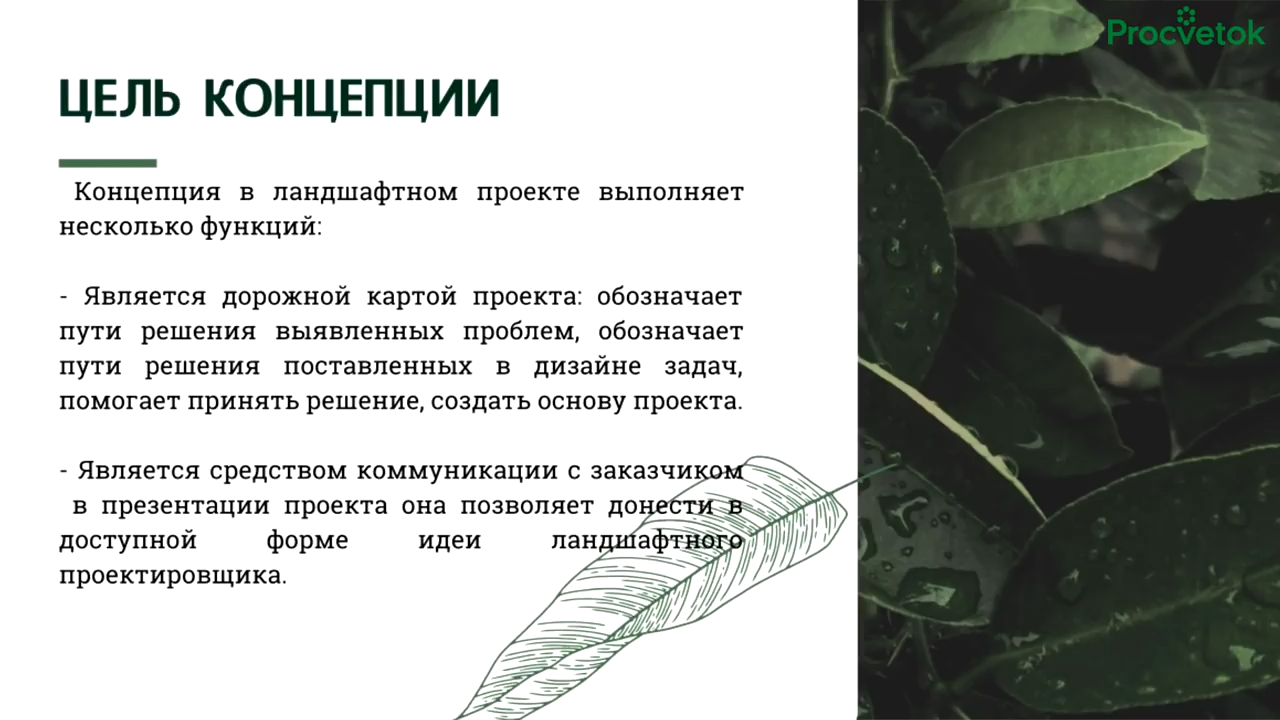 Procvetok
ЦЕЛЬ КОНЦЕПЦИИ
Концепция в ландшафтном проекте выполняет
несколько функций:
- Является дорожной картой проекта: обозначает
пути решения выявленных проблем, обозначает
пути решения поставленных в дизайне задач,
помогает принять решение, создать основу проекта.
- Является средством коммуникации с заказчиком
в презентации проекта она позволяет донести в
доступной форме идеи ландшафтного
проектировщика.